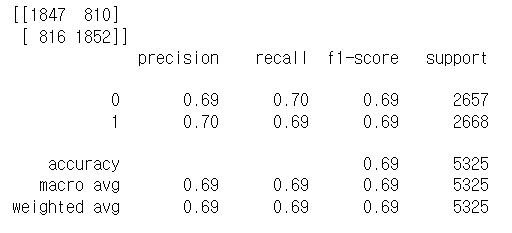 [[1847  810]
 [ 816 1852]]
              precision    recall  f1-score   support

           0       0.69      0.70      0.69      2657
           1       0.70      0.69      0.69      2668

    accuracy                           0.69      5325
   macro avg       0.69      0.69      0.69      5325
weighted avg       0.69      0.69      0.69      5325